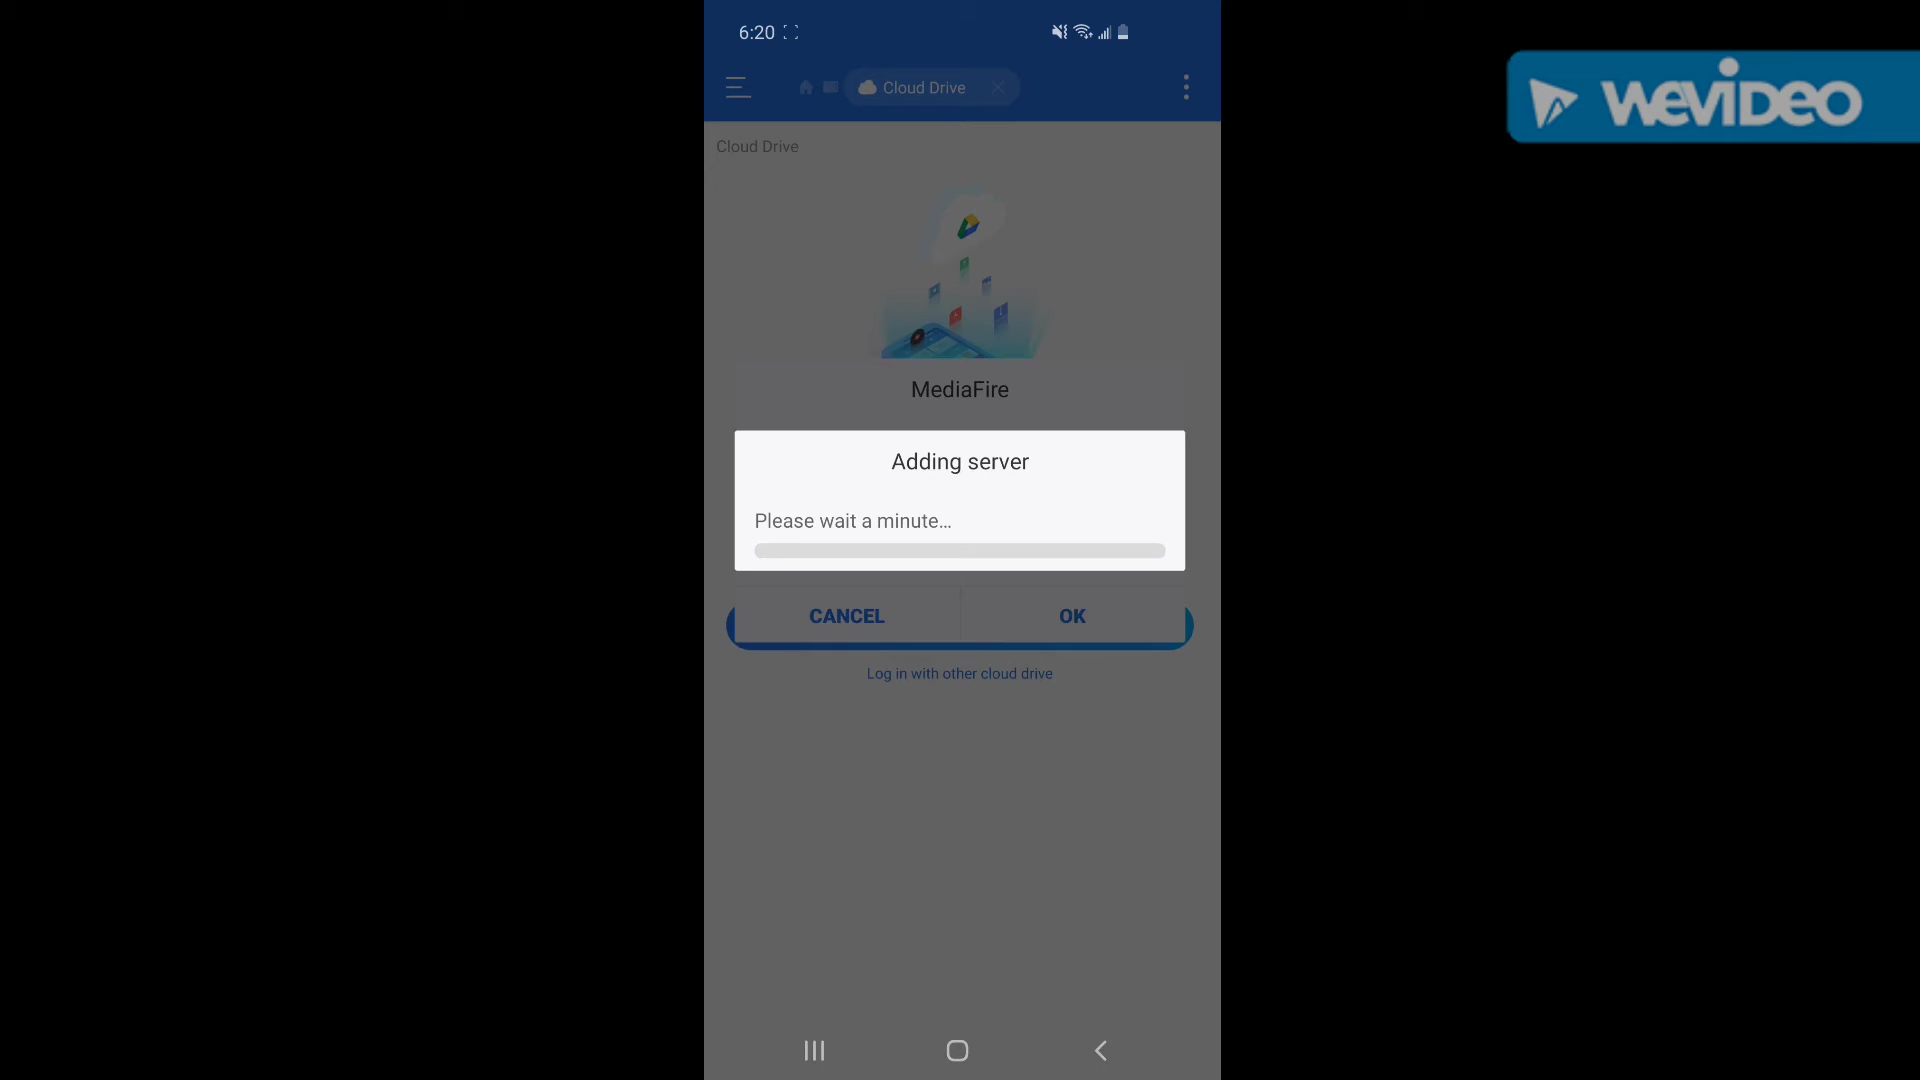 6:20
WeVideo
Cloud Drive
Cloud Drive
MediaFire
Adding server
Please wait a minute...
CANCEL
OK
Log in with other cloud drive